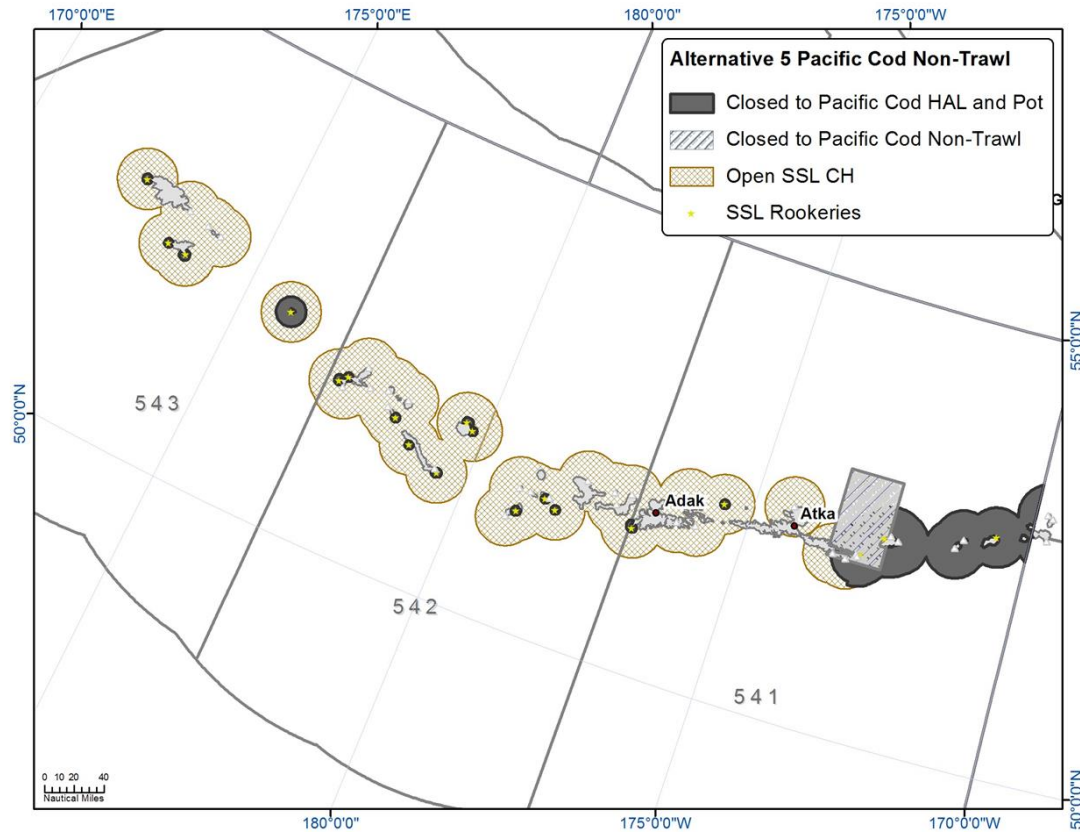 170°0'0"E 175°0'0"E 180°0'0" 175°0'0"W
Alternative 5 Pacific Cod Non-Trawl
Closed to Pacific Cod HAL and Pot
Closed to Pacific Cod Non-Trawl
Open SSL CH
SSL Rookeries
G
55°0'0"N
50°0'0"N
543
Adak
Atka
542
541
0 10 20 40
Nautical Miles
50°0'0"N
180°0'0" 175°0'0"W 170°0'0"W